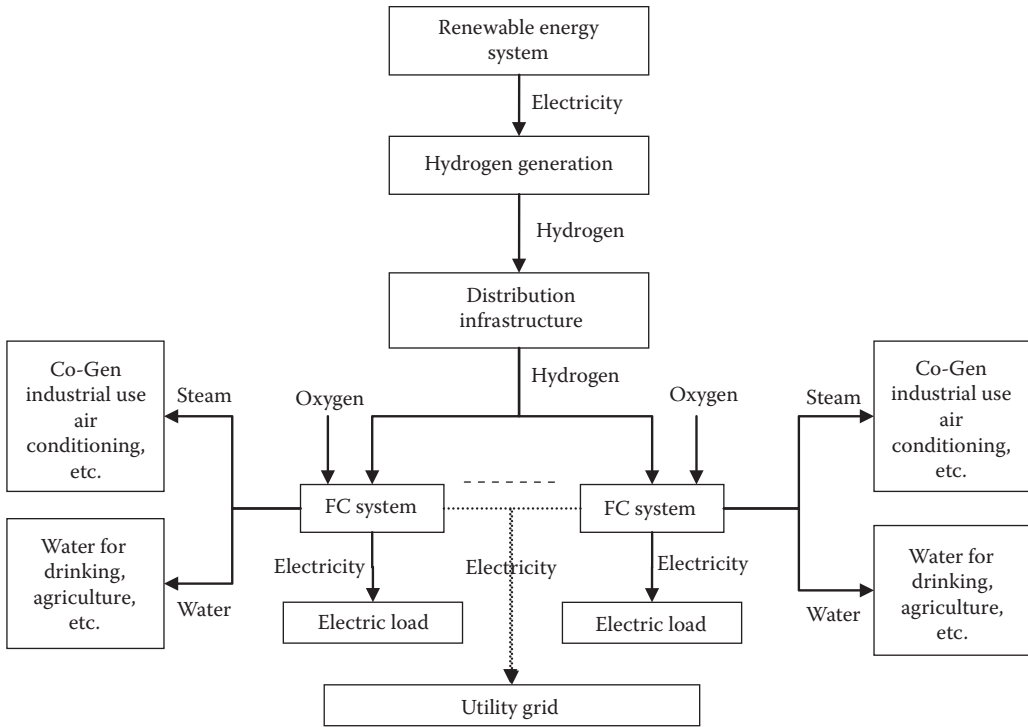 Renewable energy
system
Electricity
Hydrogen generation
Hydrogen
Distribution
infrastructure
Hydrogen
Co-Gen
industrial use
air
conditioning,
etc.
Steam
Oxygen
Oxygen
Steam
Co-Gen
industrial use
air
conditioning,
etc.
FC system
FC system
Water for
drinking,
agriculture,
etc.
Water
Electricity
Electricity
Electricity
Water
Water for
drinking,
agriculture,
etc.
Electric load
Electric load
Utility grid